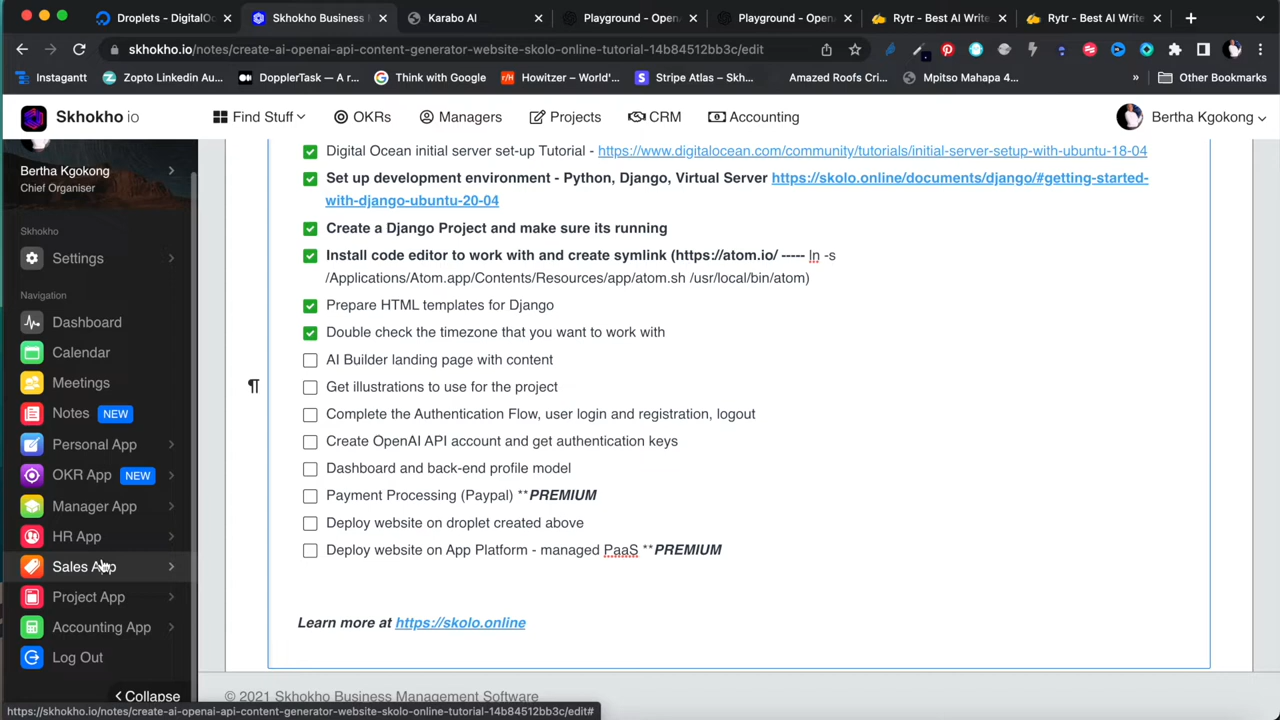 Droplets - DigitalOc
Skhokho Business M
Karabo AI
Playground - OpenA
Playground - OpenA
Rytr - Best AI Write
Rytr - Best AI Write
skhokho.io/notes/create-ai-openai-api-content-generator-website-skolo-online-tutorial-14b84512bb3c/edit
Instagantt
Zopto Linkedin Au...
DopplerTask — A r...
Think with Google
Howitzer – World'...
Stripe Atlas – Skh...
Amazed Roofs Cri...
Mpitso Mahapa 4...
»
Other Bookmarks
Skhokho io
Find Stuff
OKRs
Managers
Projects
CRM
Accounting
Bertha Kgokong
Bertha Kgokong
Chief Organiser
Skhokho
Settings
Navigation
Dashboard
Calendar
Meetings
Notes NEW
Personal App
OKR App NEW
Manager App
HR App
Sales App
Project App
Accounting App
Log Out
Collapse
Digital Ocean initial server set-up Tutorial - https://www.digitalocean.com/community/tutorials/initial-server-setup-with-ubuntu-18-04
Set up development environment - Python, Django, Virtual Server https://skolo.online/documents/django/#getting-started-
with-django-ubuntu-20-04
Create a Django Project and make sure its running
Install code editor to work with and create symlink (https://atom.io/ ----- ln -s
/Applications/Atom.app/Contents/Resources/app/atom.sh /usr/local/bin/atom)
Prepare HTML templates for Django
Double check the timezone that you want to work with
AI Builder landing page with content
¶
Get illustrations to use for the project
Complete the Authentication Flow, user login and registration, logout
Create OpenAI API account and get authentication keys
Dashboard and back-end profile model
Payment Processing (Paypal) **PREMIUM
Deploy website on droplet created above
Deploy website on App Platform - managed PaaS **PREMIUM
Learn more at https://skolo.online
© 2021 Skhokho Business Management Software
https://skhokho.io/notes/create-ai-openai-api-content-generator-website-skolo-online-tutorial-14b84512bb3c/edit#